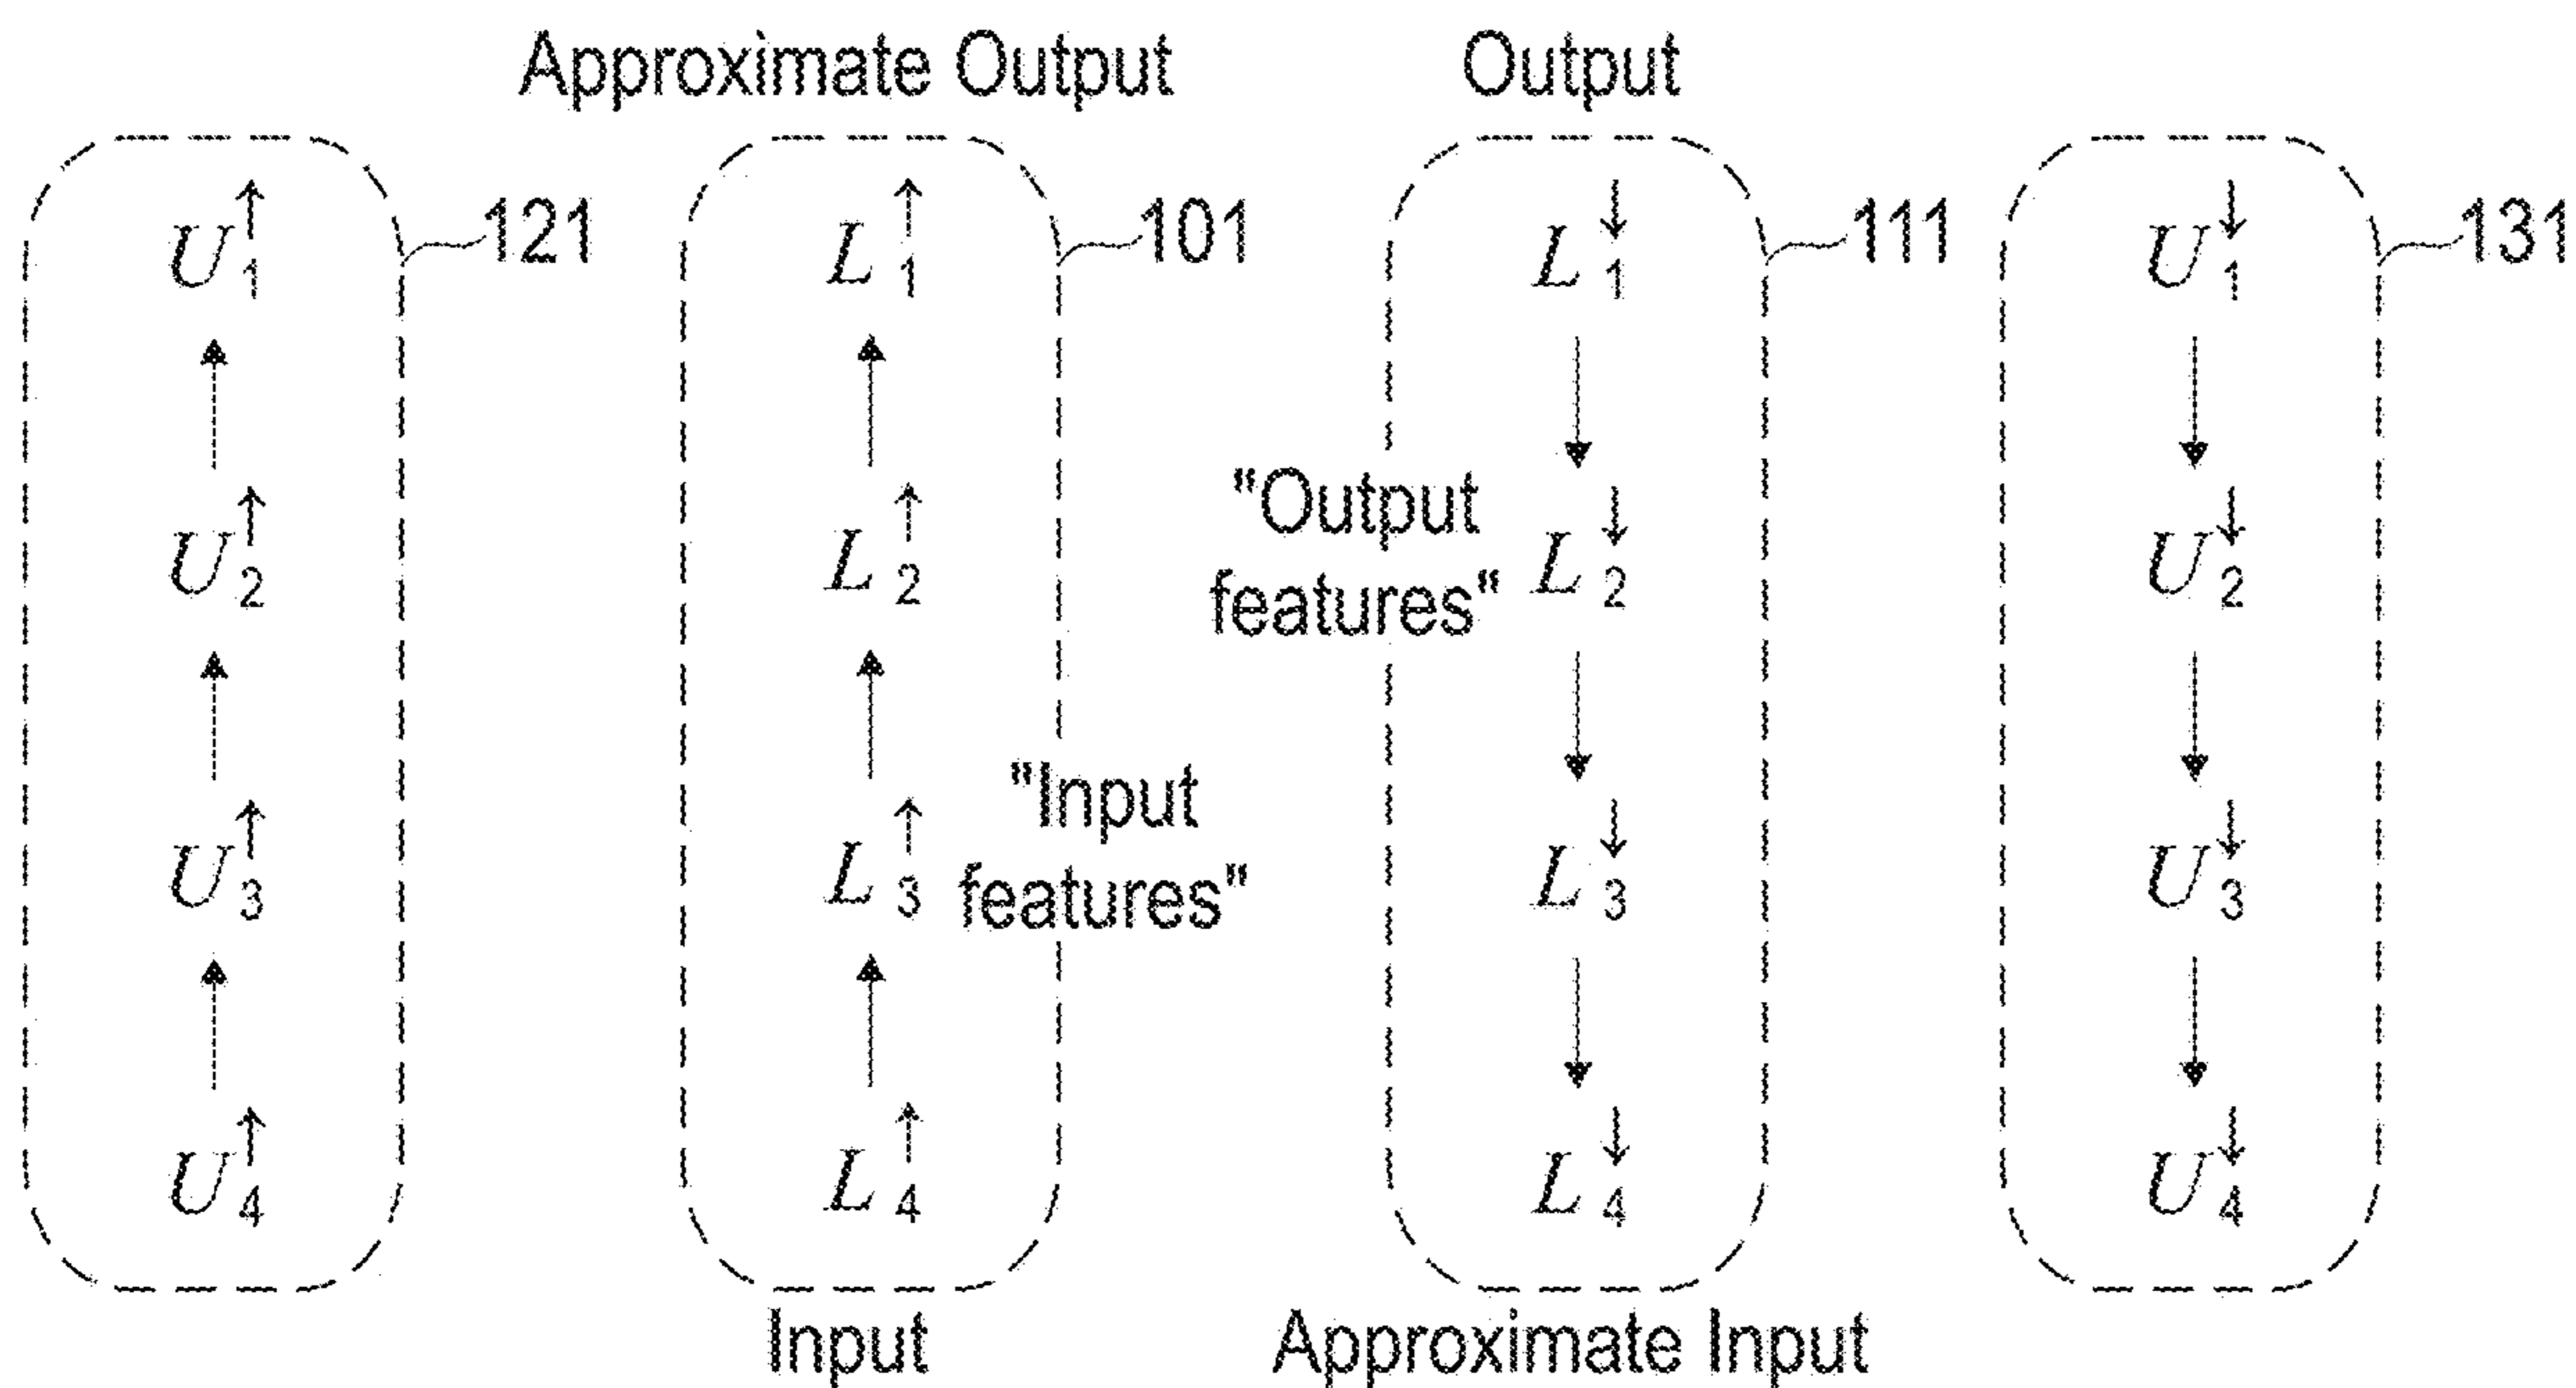 Approximate Output
Output
U↑1
121
L↑1
101
L↓1
111
U↓1
131
U↑2
L↑2
"Output
features"
L↓2
U↓2
U↑3
L↑3
"Input
features"
L↓3
U↓3
U↑4
L↑4
L↓4
U↓4
Input
Approximate Input